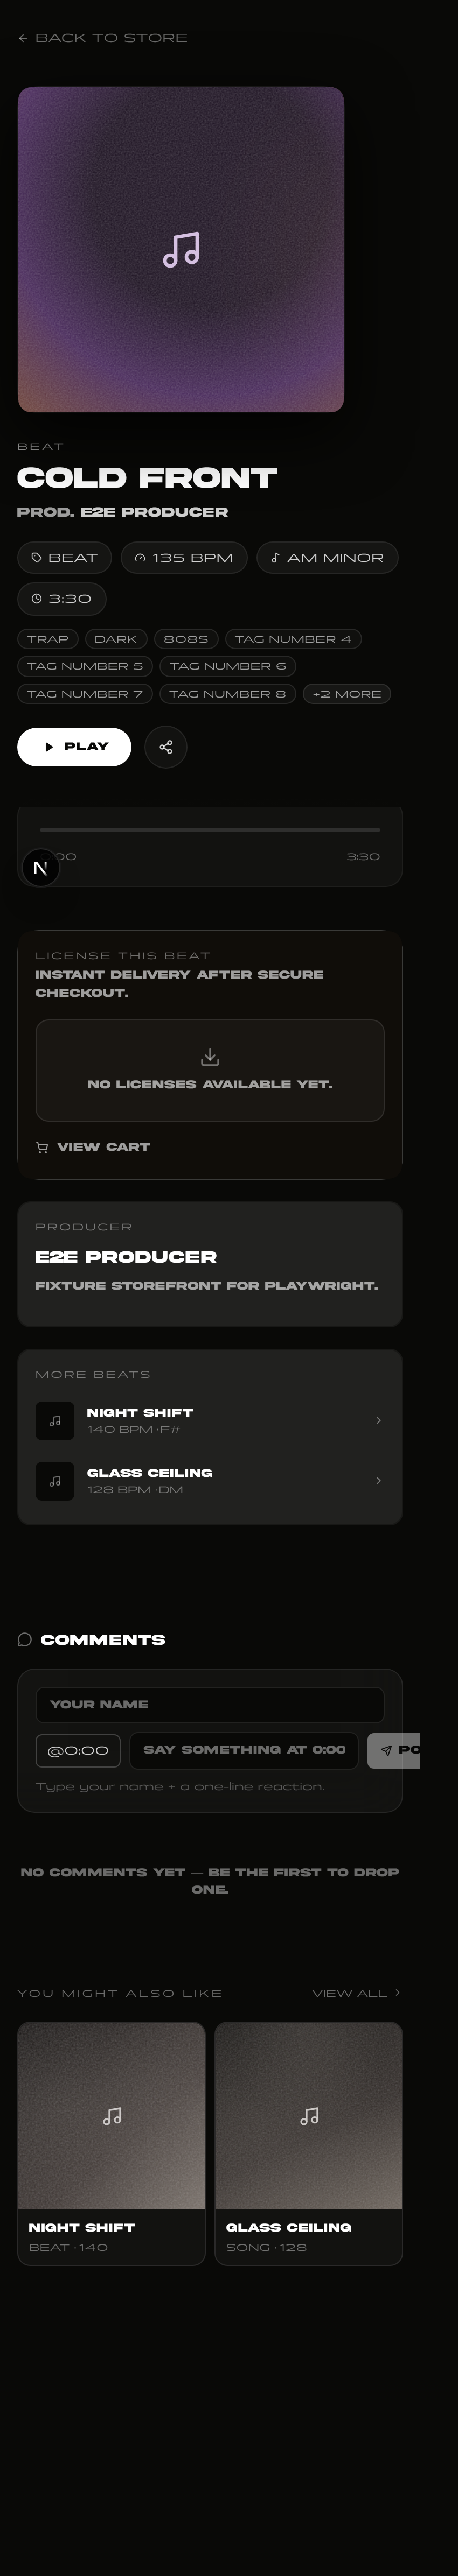 BACK TO STORE
BEAT
COLD FRONT
PROD. E2E PRODUCER
BEAT 135 BPM AM MINOR
3:30
TRAP DARK 808S TAG NUMBER 4
TAG NUMBER 5 TAG NUMBER 6
TAG NUMBER 7 TAG NUMBER 8 +2 MORE
PLAY
:00 3:30
N
LICENSE THIS BEAT
INSTANT DELIVERY AFTER SECURE
CHECKOUT.
NO LICENSES AVAILABLE YET.
VIEW CART
PRODUCER
E2E PRODUCER
FIXTURE STOREFRONT FOR PLAYWRIGHT.
MORE BEATS
NIGHT SHIFT
140 BPM ·F#
GLASS CEILING
128 BPM ·DM
COMMENTS
YOUR NAME
@0:00 SAY SOMETHING AT 0:00 PO
Type your name + a one-line reaction.
NO COMMENTS YET — BE THE FIRST TO DROP
ONE.
YOU MIGHT ALSO LIKE VIEW ALL
NIGHT SHIFT
BEAT ·140
GLASS CEILING
SONG ·128